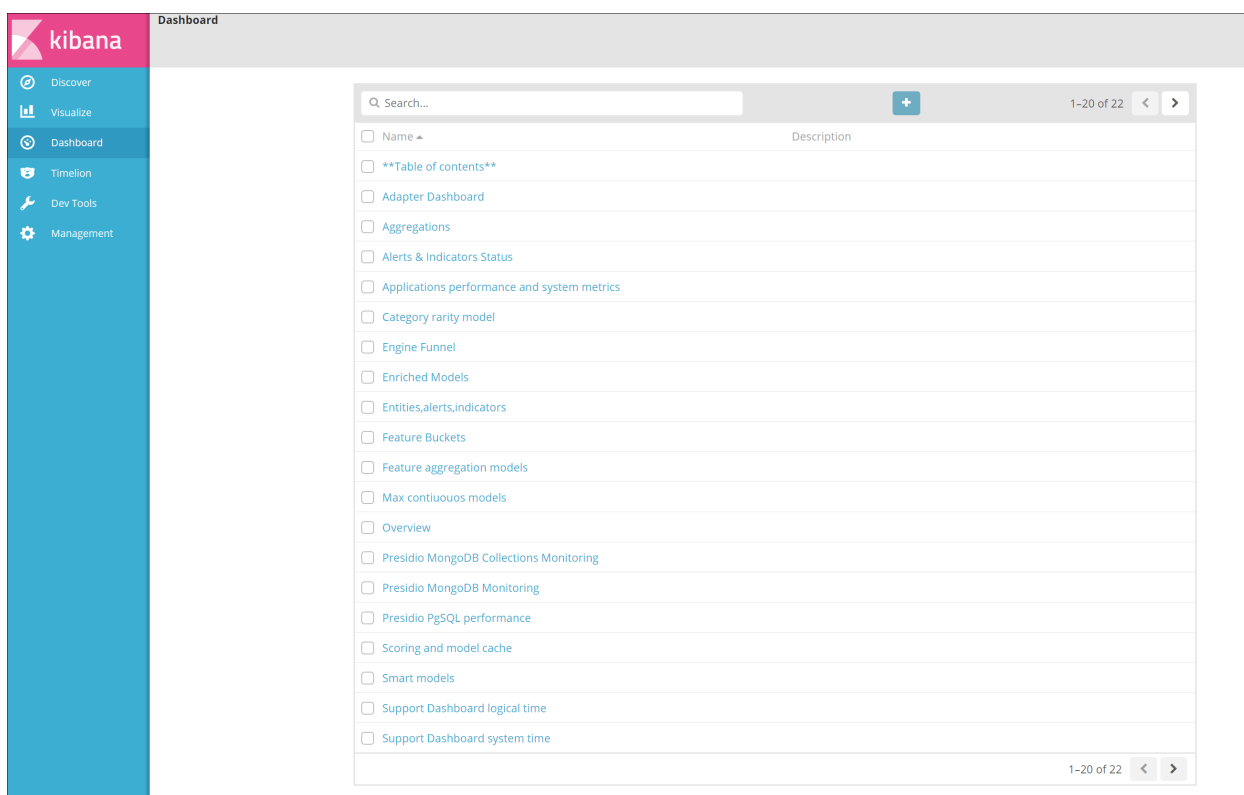 Dashboard
kibana
Discover
Visualize
Dashboard
Timelion
Dev Tools
Management
Search...
1–20 of 22
Name
Description
**Table of contents**
Adapter Dashboard
Aggregations
Alerts & Indicators Status
Applications performance and system metrics
Category rarity model
Engine Funnel
Enriched Models
Entities,alerts,indicators
Feature Buckets
Feature aggregation models
Max contiuouos models
Overview
Presidio MongoDB Collections Monitoring
Presidio MongoDB Monitoring
Presidio PgSQL performance
Scoring and model cache
Smart models
Support Dashboard logical time
Support Dashboard system time
1–20 of 22